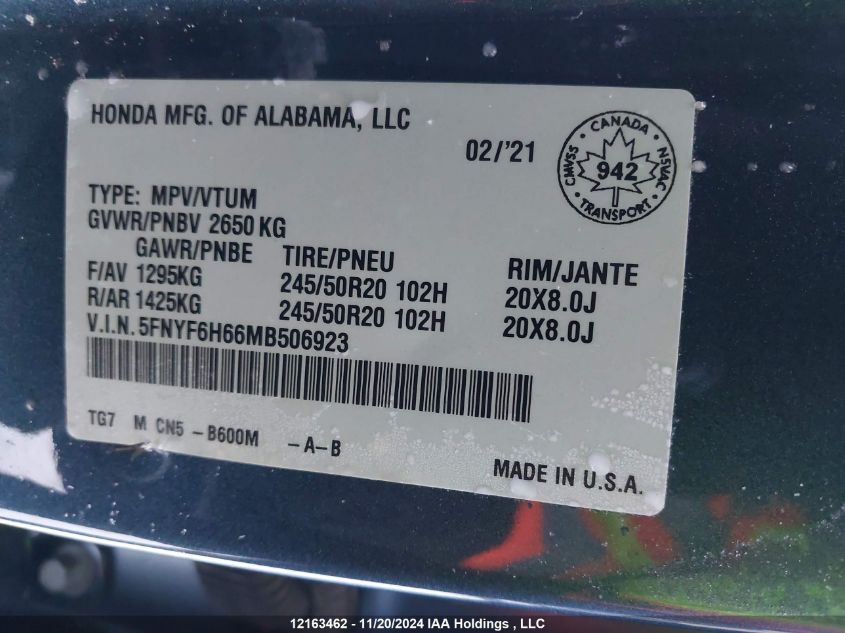 HONDA MFG. OF ALABAMA, LLC
02/'21
CANADA
CMVSS 942 NSVAC
TRANSPORT
TYPE: MPV/VTUM
GVWR/PNBV 2650 KG
GAWR/PNBE TIRE/PNEU RIM/JANTE
F/AV 1295KG 245/50R20 102H 20X8.0J
R/AR 1425KG 245/50R20 102H 20X8.0J
V.I.N. 5FNYF6H66MB506923
TG7 M CN5 -B600M -A-B
MADE IN U.S.A.
12163462 - 11/20/2024 IAA Holdings , LLC